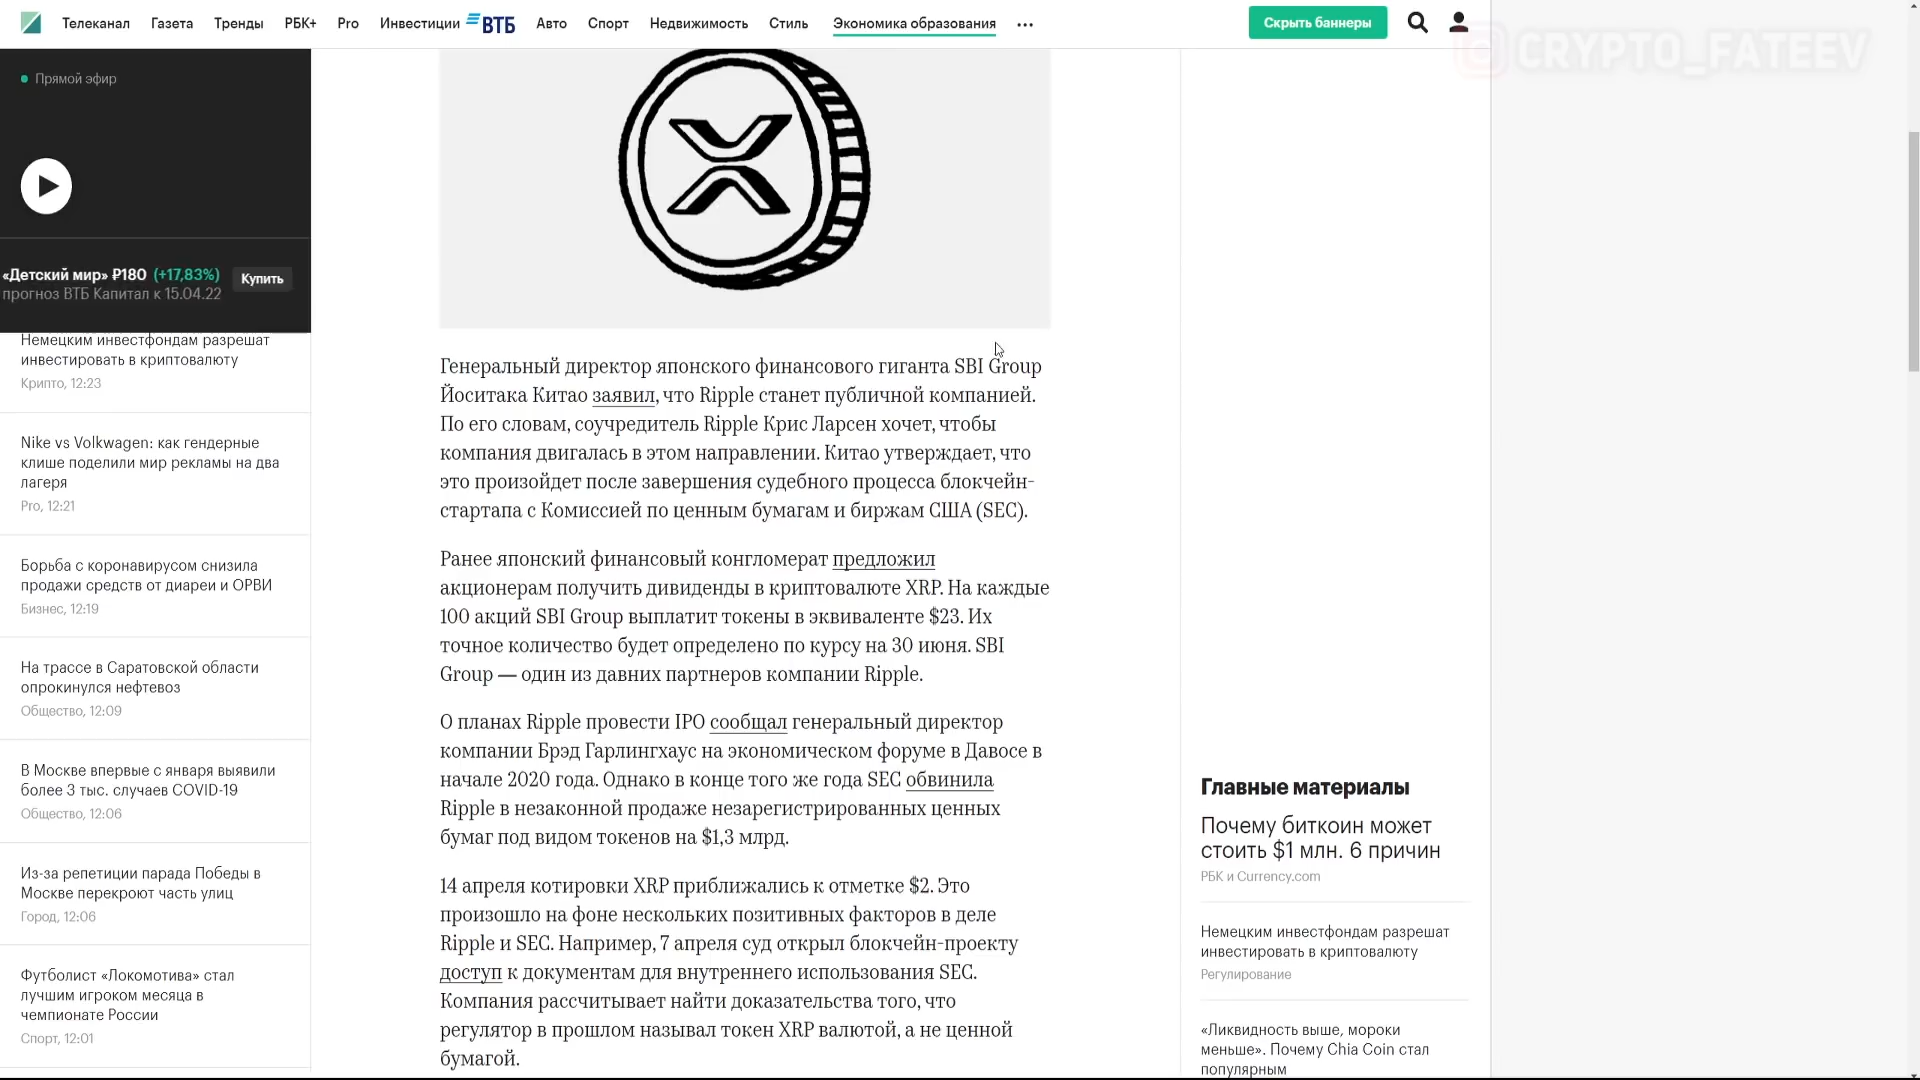 Телеканал Газета Тренды РБК+ Pro Инвестиции ВТБ Авто Спорт Недвижимость Стиль Экономика образования ...
Скрыть баннеры
CRYPTO_FATEEV
Прямой эфир
«Детский мир» ₽180 (+17,83%)
прогноз ВТБ Капитал к 15.04.22
Купить
Немецким инвестфондам разрешат
инвестировать в криптовалюту
Крипто, 12:23
Nike vs Volkwagen: как гендерные
клише поделили мир рекламы на два
лагеря
Pro, 12:21
Борьба с коронавирусом снизила
продажи средств от диареи и ОРВИ
Бизнес, 12:19
На трассе в Саратовской области
опрокинулся нефтевоз
Общество, 12:09
В Москве впервые с января выявили
более 3 тыс. случаев COVID-19
Общество, 12:06
Из-за репетиции парада Победы в
Москве перекроют часть улиц
Город, 12:06
Футболист «Локомотива» стал
лучшим игроком месяца в
чемпионате России
Спорт, 12:01
Генеральный директор японского финансового гиганта SBI Group
Йоситака Китао заявил, что Ripple станет публичной компанией.
По его словам, соучредитель Ripple Крис Ларсен хочет, чтобы
компания двигалась в этом направлении. Китао утверждает, что
это произойдет после завершения судебного процесса блокчейн-
стартапа с Комиссией по ценным бумагам и биржам США (SEC).
Ранее японский финансовый конгломерат предложил
акционерам получить дивиденды в криптовалюте XRP. На каждые
100 акций SBI Group выплатит токены в эквиваленте $23. Их
точное количество будет определено по курсу на 30 июня. SBI
Group — один из давних партнеров компании Ripple.
О планах Ripple провести IPO сообщал генеральный директор
компании Брэд Гарлингхаус на экономическом форуме в Давосе в
начале 2020 года. Однако в конце того же года SEC обвинила
Ripple в незаконной продаже незарегистрированных ценных
бумаг под видом токенов на $1,3 млрд.
14 апреля котировки XRP приближались к отметке $2. Это
произошло на фоне нескольких позитивных факторов в деле
Ripple и SEC. Например, 7 апреля суд открыл блокчейн-проекту
доступ к документам для внутреннего использования SEC.
Компания рассчитывает найти доказательства того, что
регулятор в прошлом называл токен XRP валютой, а не ценной
бумагой.
Главные материалы
Почему биткоин может
стоить $1 млн. 6 причин
РБК и Currency.com
Немецким инвестфондам разрешат
инвестировать в криптовалюту
Регулирование
«Ликвидность выше, мороки
меньше». Почему Chia Coin стал
популярным